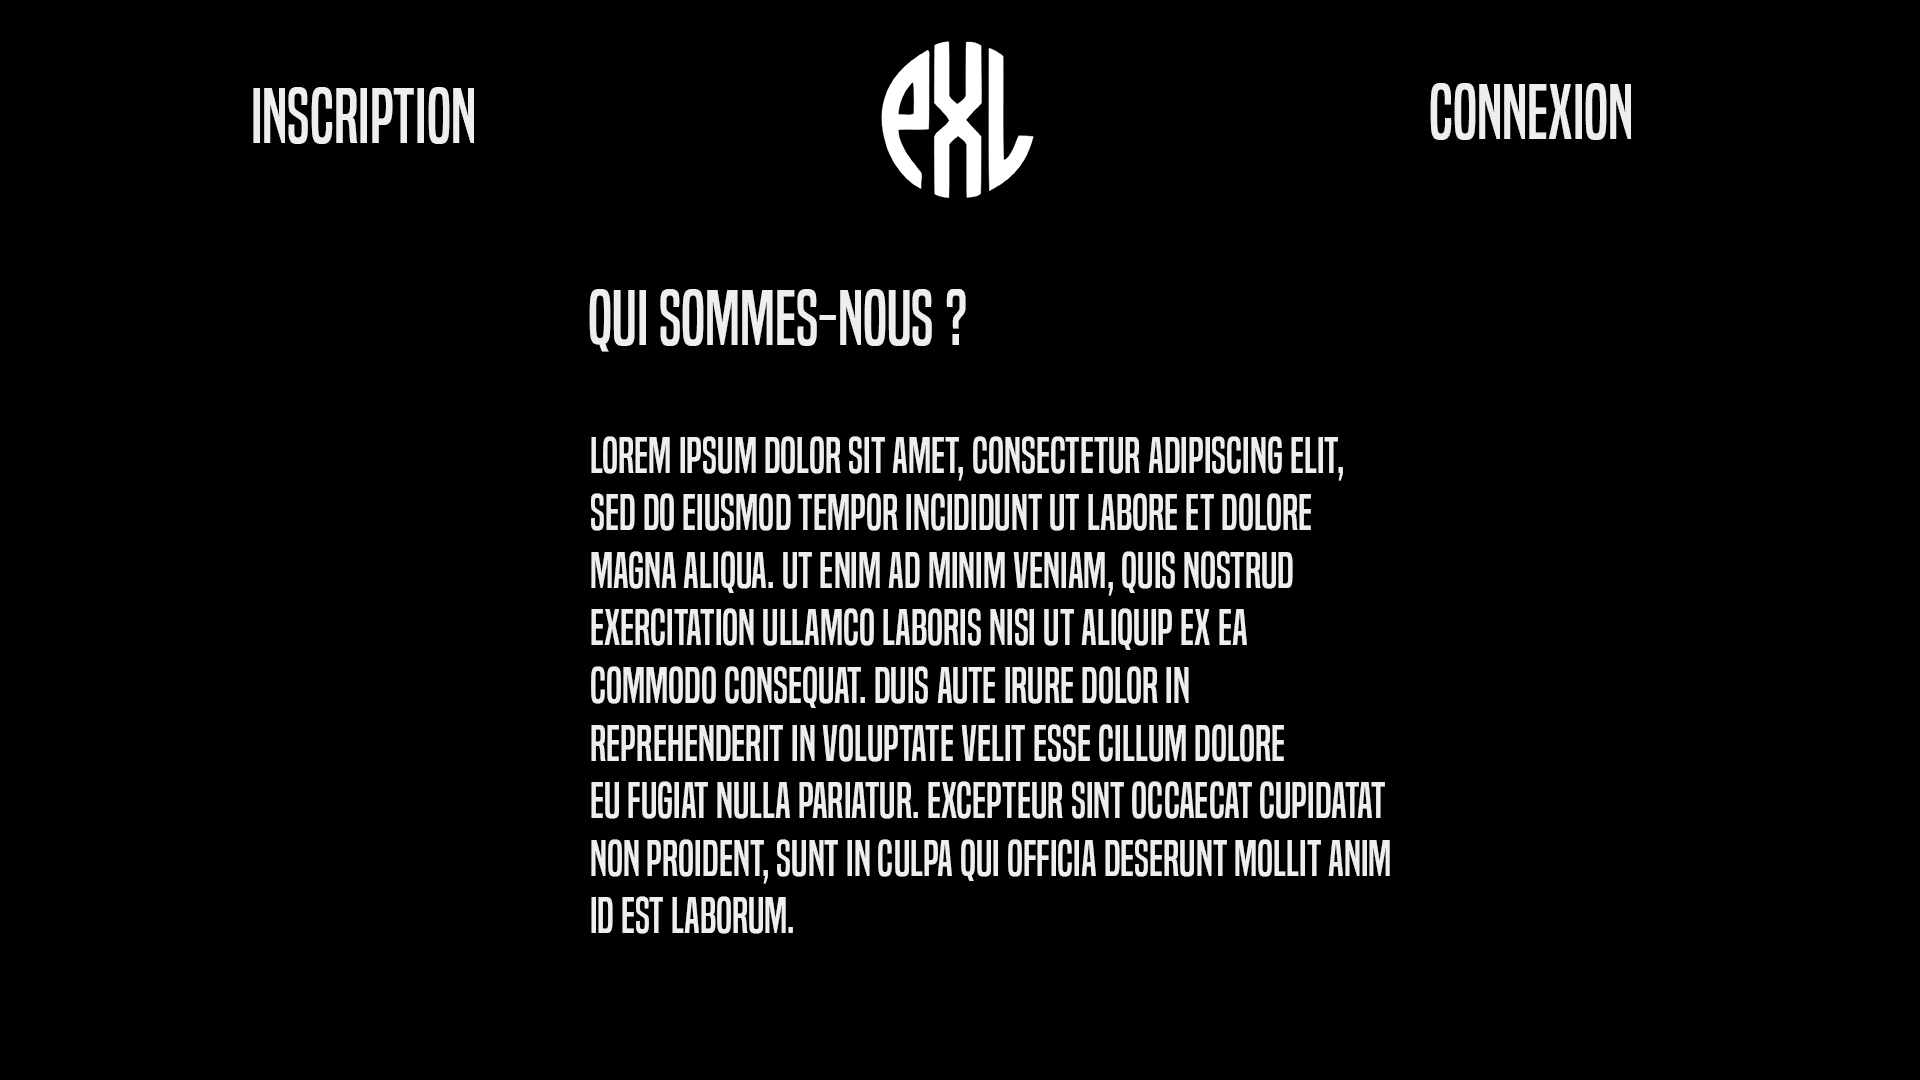 INSCRIPTION
PXL
CONNEXION
QUI SOMMES-NOUS ?
LOREM IPSUM DOLOR SIT AMET, CONSECTETUR ADIPISCING ELIT,
SED DO EIUSMOD TEMPOR INCIDIDUNT UT LABORE ET DOLORE
MAGNA ALIQUA. UT ENIM AD MINIM VENIAM, QUIS NOSTRUD
EXERCITATION ULLAMCO LABORIS NISI UT ALIQUIP EX EA
COMMODO CONSEQUAT. DUIS AUTE IRURE DOLOR IN
REPREHENDERIT IN VOLUPTATE VELIT ESSE CILLUM DOLORE
EU FUGIAT NULLA PARIATUR. EXCEPTEUR SINT OCCAECAT CUPIDATAT
NON PROIDENT, SUNT IN CULPA QUI OFFICIA DESERUNT MOLLIT ANIM
ID EST LABORUM.